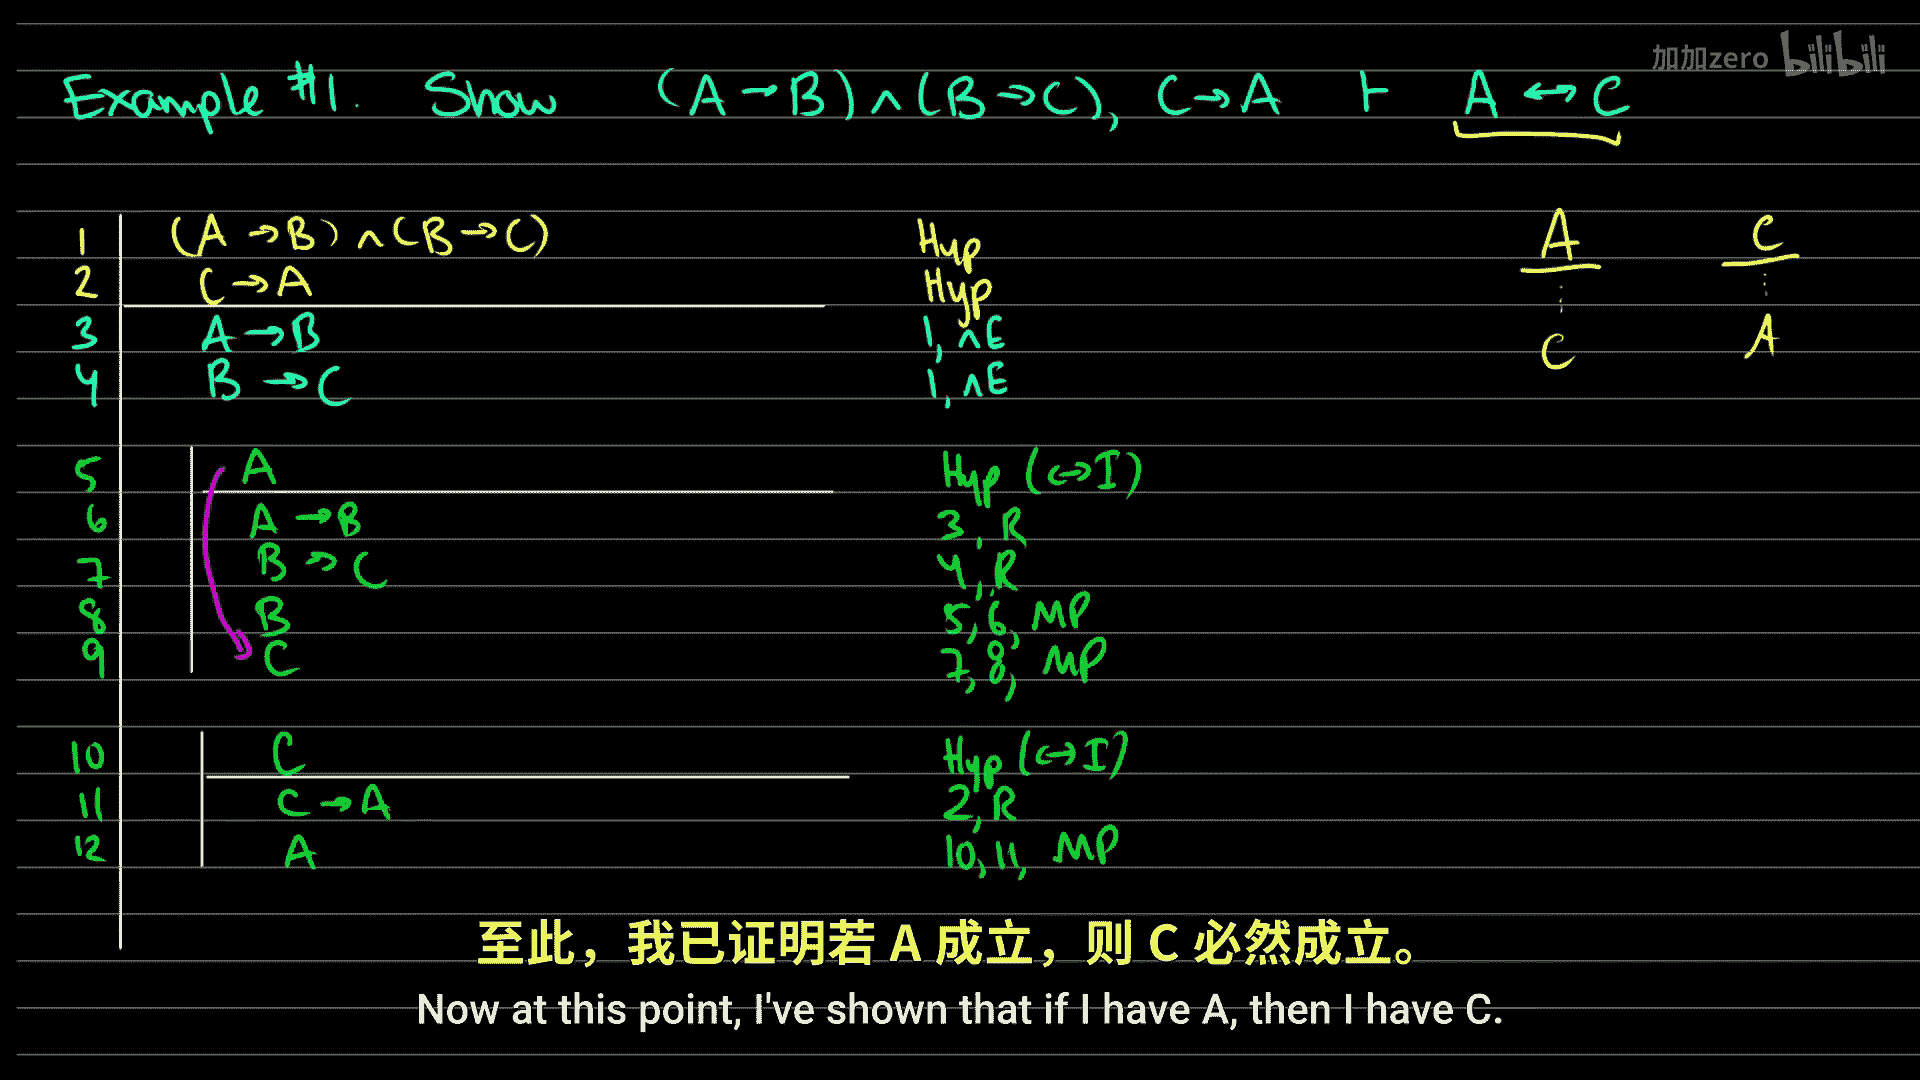 加加zero bilibili
Example #1. Show (A → B) ∧ (B → C), C → A ⊢ A ↔ C
1 (A → B) ∧ (B → C) Hyp
2 C → A Hyp
3 A → B 1, ∧E
4 B → C 1, ∧E
A
⋮
C
C
⋮
A
5 A Hyp (↔I)
6 A → B 3, R
7 B → C 4, R
8 B 5, 6, MP
9 C 7, 8, MP
10 C Hyp (↔I)
11 C → A 2, R
12 A 10, 11, MP
至此，我已证明若 A 成立，则 C 必然成立。
Now at this point, I've shown that if I have A, then I have C.